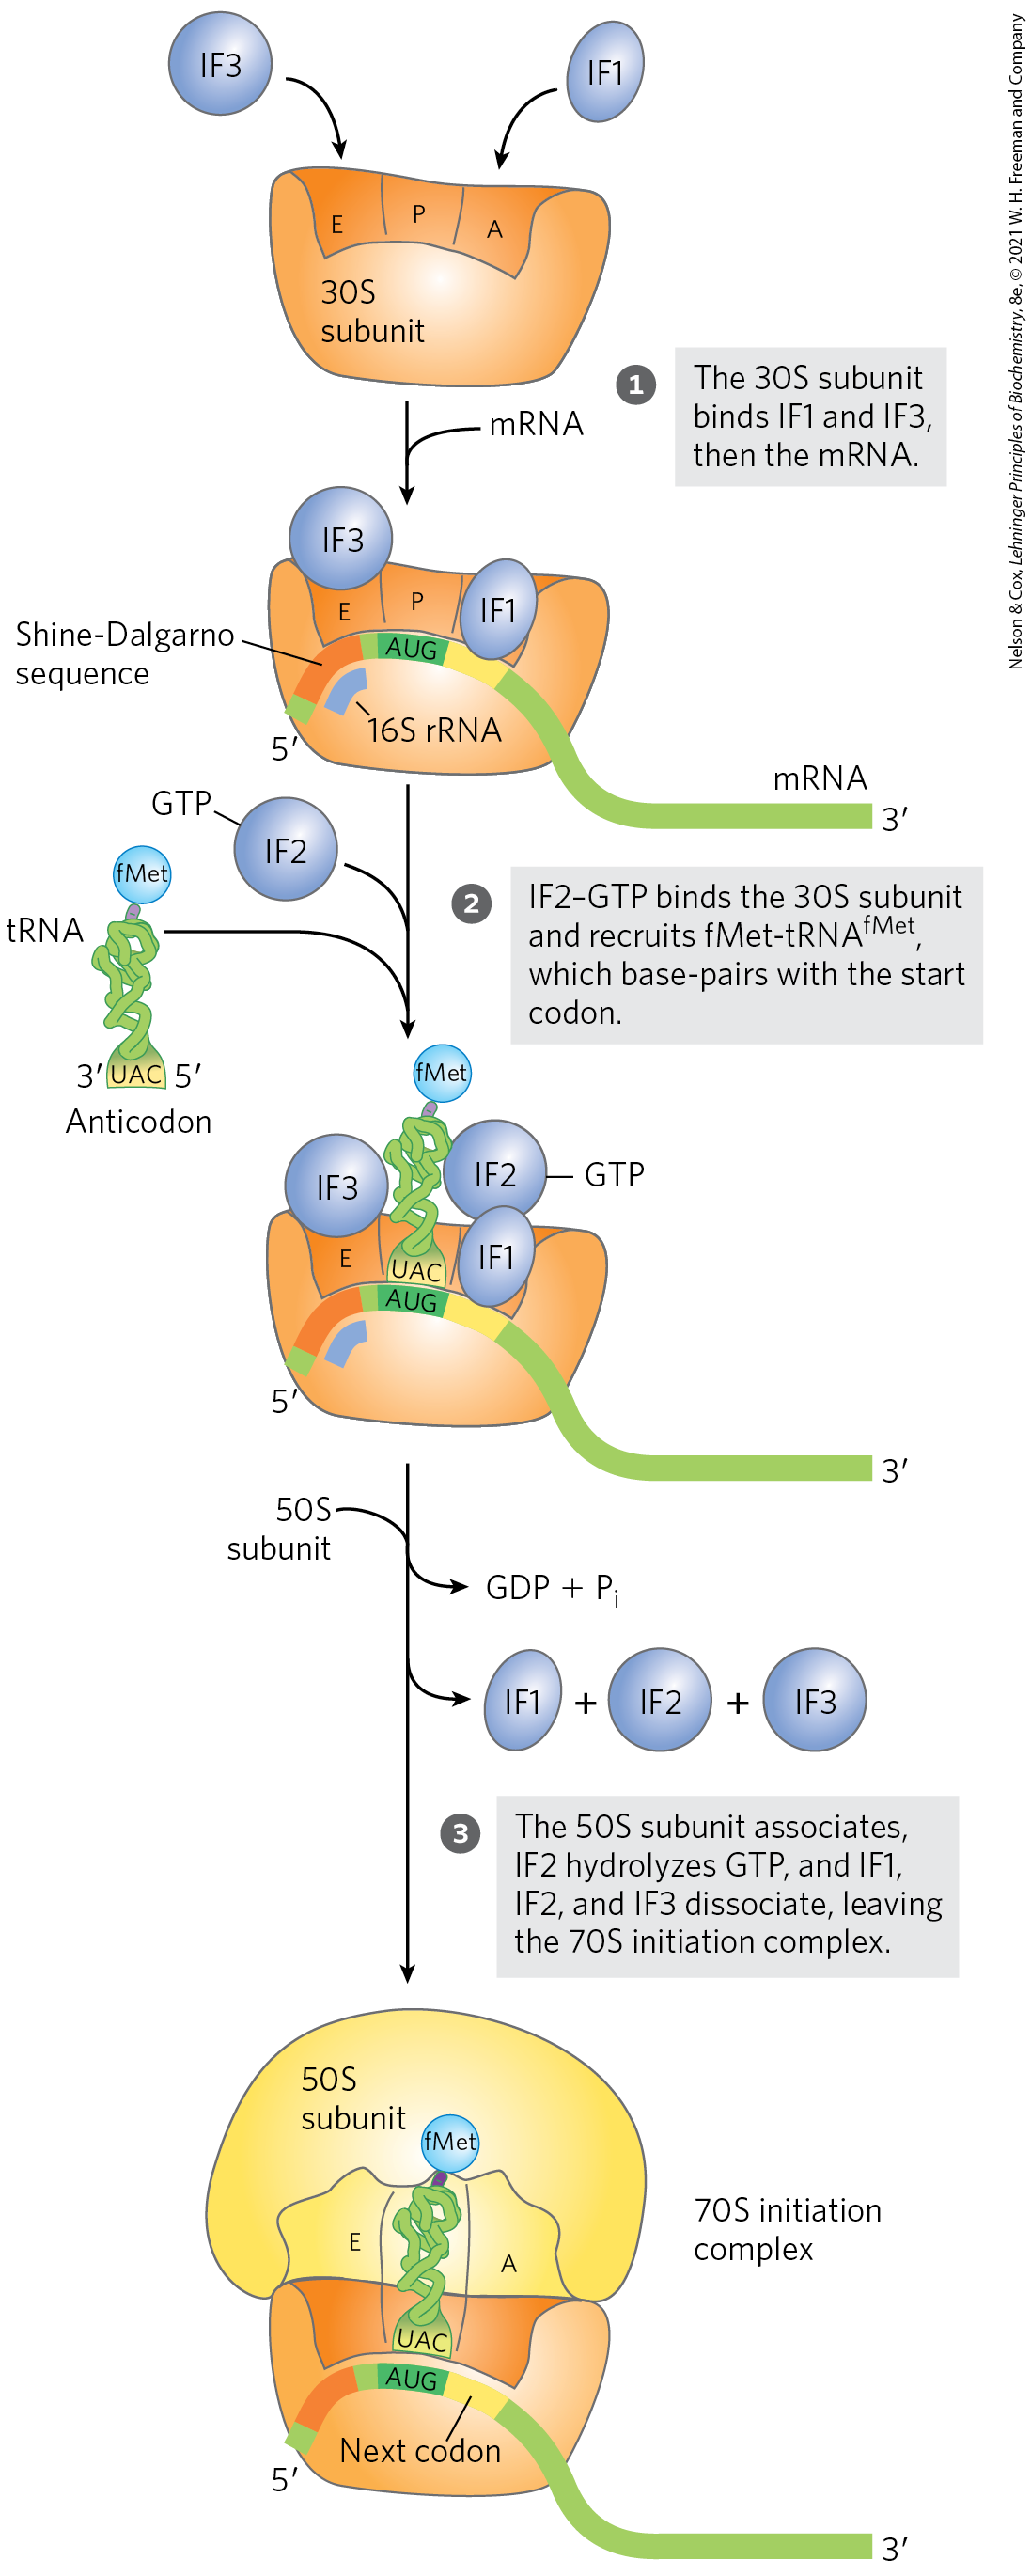 IF3
IF1
Nelson & Cox, Lehninger Principles of Biochemistry, 8e, © 2021 W. H. Freeman and Company
E
P
A
30S
subunit
1
The 30S subunit
binds IF1 and IF3,
then the mRNA.
mRNA
IF3
E
P
IF1
Shine-Dalgarno
sequence
AUG
16S rRNA
5′
mRNA
3′
GTP
IF2
fMet
tRNA
3′ UAC 5′
Anticodon
2
IF2–GTP binds the 30S subunit
and recruits fMet-tRNAfMet,
which base-pairs with the start
codon.
fMet
IF3
IF2
GTP
E
UAC
IF1
AUG
5′
3′
50S
subunit
GDP + Pi
IF1 + IF2 + IF3
3
The 50S subunit associates,
IF2 hydrolyzes GTP, and IF1,
IF2, and IF3 dissociate, leaving
the 70S initiation complex.
50S
subunit
fMet
E
A
70S initiation
complex
UAC
AUG
Next codon
5′
3′